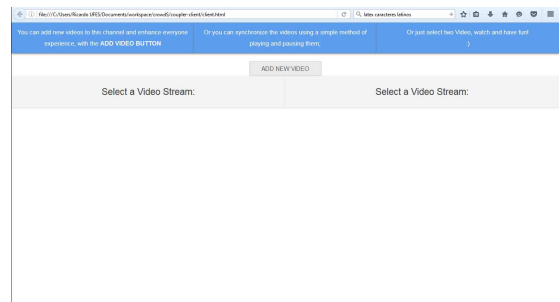 file:///C:/Users/Ricardo UFES/Documents/workspace/crowdS/coupler-client/client.html
latex caracteres latinos
You can add new videos to this channel and enhance everyone
experience, with the ADD VIDEO BUTTON
Or you can synchronize the videos using a simple method of
playing and pausing them;
Or just select two Video, watch and have fun!
:)
ADD NEW VIDEO
Select a Video Stream:
Select a Video Stream: